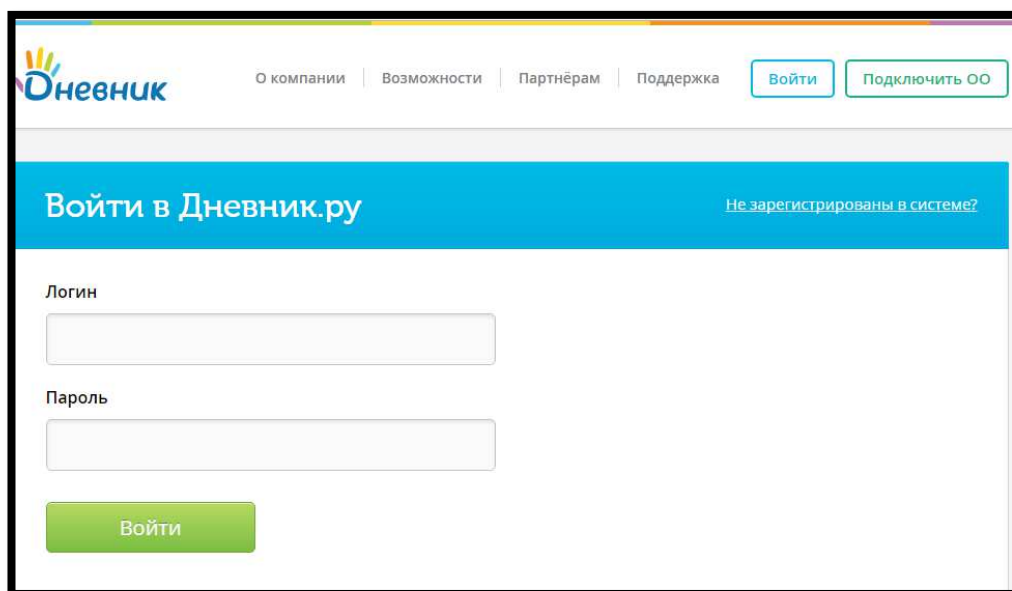 Дневник
О компании Возможности Партнёрам Поддержка Войти Подключить ОО
Войти в Дневник.ру Не зарегистрированы в системе?
Логин
Пароль
Войти